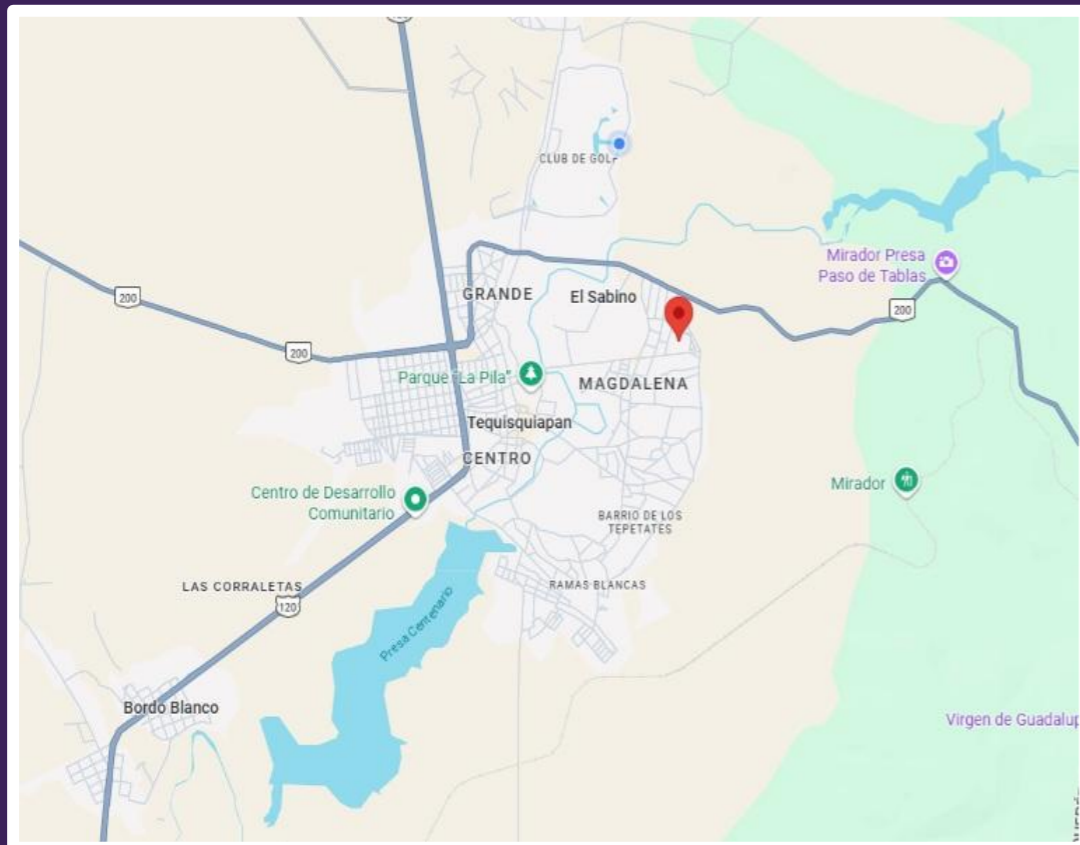 CLUB DE GOLF
Mirador Presa
Paso de Tablas
200
GRANDE
El Sabino
200
200
Parque "La Pila"
MAGDALENA
Tequisquiapan
CENTRO
Mirador
Centro de Desarrollo
Comunitario
BARRIO DE LOS
TEPETATES
LAS CORRALETAS
RAMAS BLANCAS
120
Presa Centenario
Bordo Blanco
Virgen de Guadalup